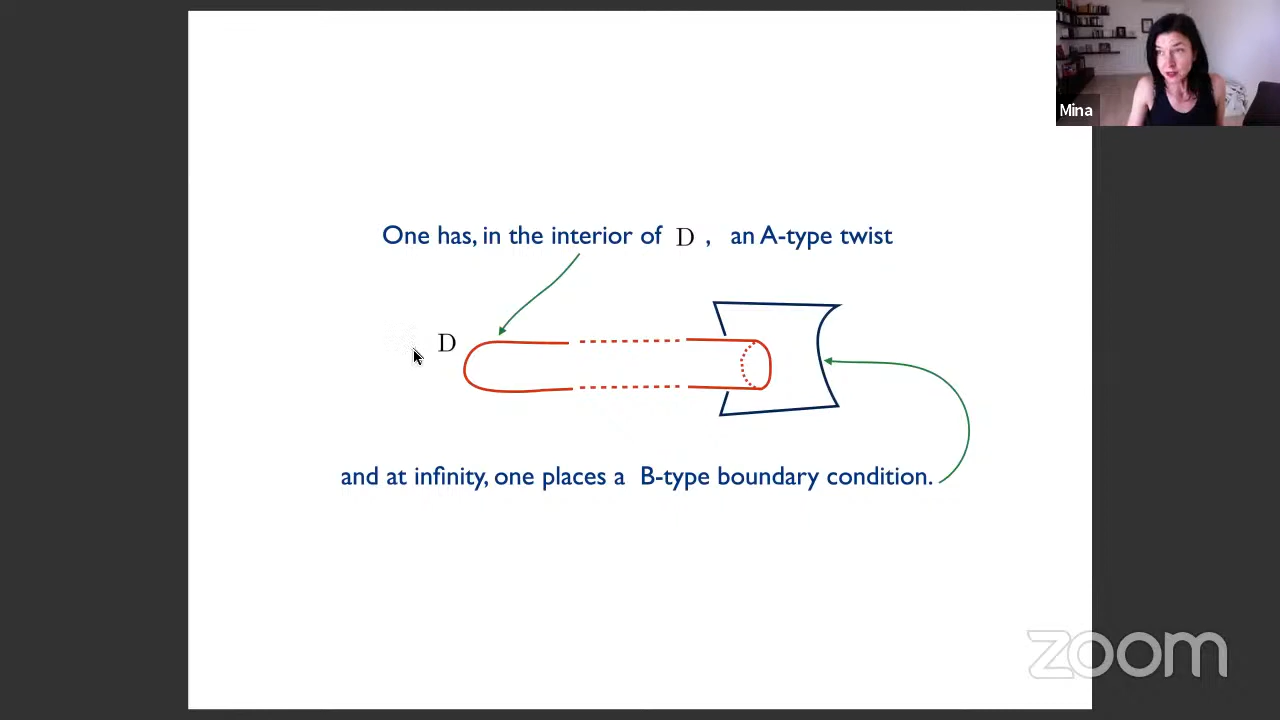 Mina
One has, in the interior of D , an A-type twist
D
and at infinity, one places a B-type boundary condition.
zoom